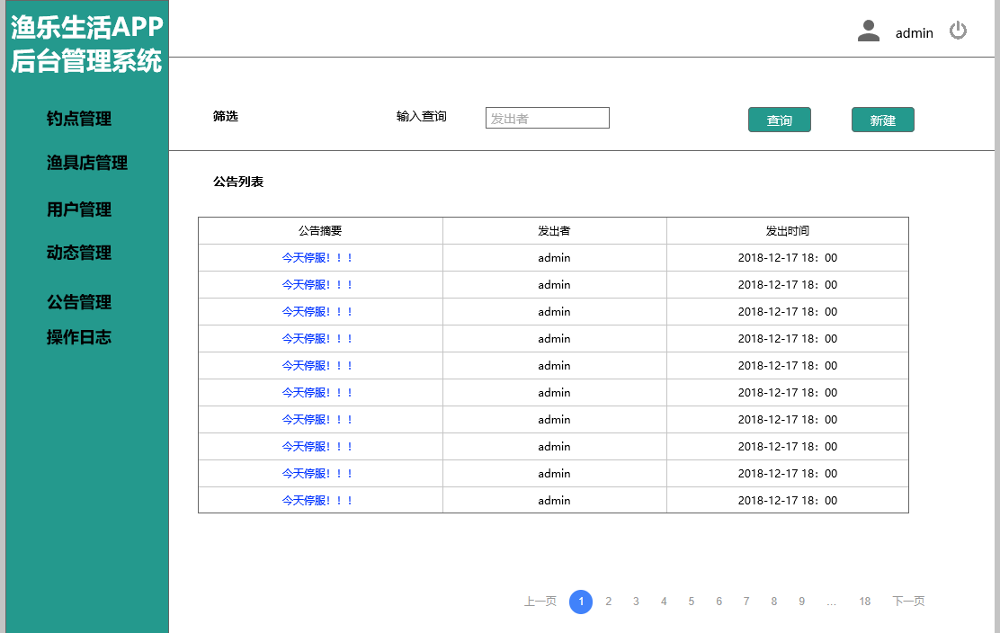 渔乐生活APP
后台管理系统
admin
钓点管理
渔具店管理
用户管理
动态管理
公告管理
操作日志
筛选 输入查询 发出者 查询 新建
公告列表
公告摘要 发出者 发出时间
今天停服！！！ admin 2018-12-17 18：00
今天停服！！！ admin 2018-12-17 18：00
今天停服！！！ admin 2018-12-17 18：00
今天停服！！！ admin 2018-12-17 18：00
今天停服！！！ admin 2018-12-17 18：00
今天停服！！！ admin 2018-12-17 18：00
今天停服！！！ admin 2018-12-17 18：00
今天停服！！！ admin 2018-12-17 18：00
今天停服！！！ admin 2018-12-17 18：00
今天停服！！！ admin 2018-12-17 18：00
上一页 1 2 3 4 5 6 7 8 9 ... 18 下一页